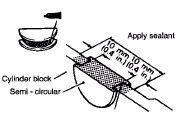 Apply sealant
10 mm
(0.4 in.)
10 mm
(0.4 in.)
Cylinder block
Semi - circular